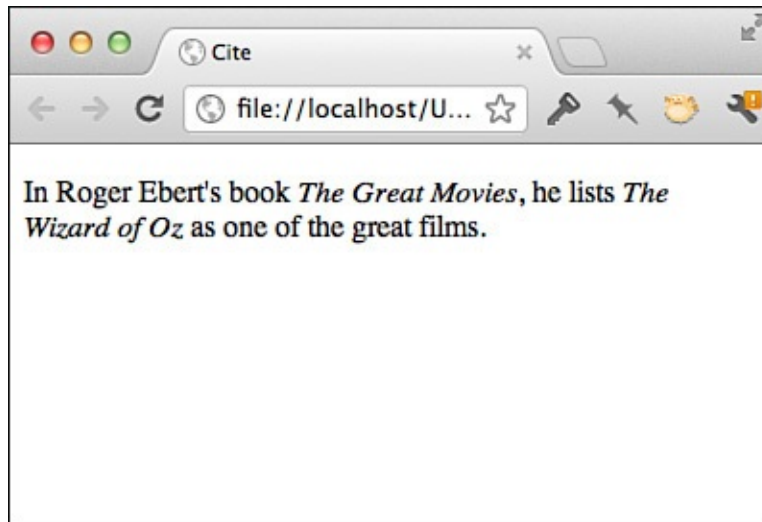 Cite
file://localhost/U...
In Roger Ebert's book The Great Movies, he lists The
Wizard of Oz as one of the great films.